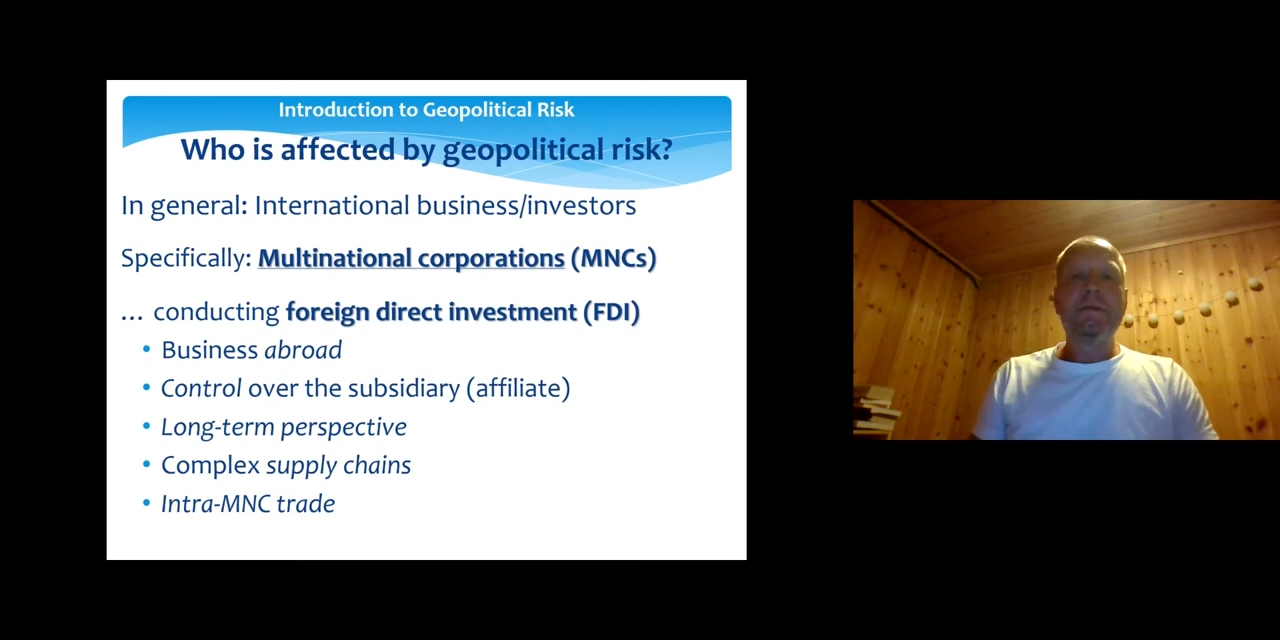 Introduction to Geopolitical Risk
Who is affected by geopolitical risk?
In general: International business/investors
Specifically: Multinational corporations (MNCs)
… conducting foreign direct investment (FDI)
• Business abroad
• Control over the subsidiary (affiliate)
• Long-term perspective
• Complex supply chains
• Intra-MNC trade